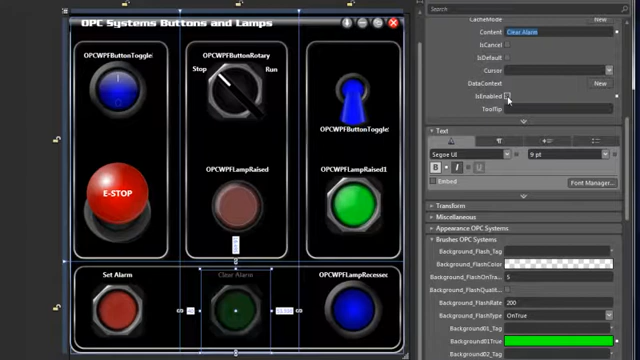 OPC Systems Buttons and Lamps
OPCWPFButtonToggle
OPCWPFButtonRotary
Stop
Run
OPCWPFButtonToggle
E-STOP
OPCWPFLampRaised
OPCWPFLampRaised1
Set Alarm
Clear Alarm
OPCWPFLampRecessed
CacheMode
New
Content
Clear Alarm
IsCancel
IsDefault
Cursor
DataContext
New
IsEnabled
ToolTip
Text
Segoe UI
9 pt
B
I
U
Embed
Font Manager...
Transform
Miscellaneous
Appearance OPC Systems
Brushes OPC Systems
Background_Flash_Tag
Background_FlashColor
Background_FlashOnTra...
5
Background_FlashQualit...
Background_FlashRate
200
Background_FlashType
OnTrue
Background01_Tag
Background01True
Background02_Tag
Search